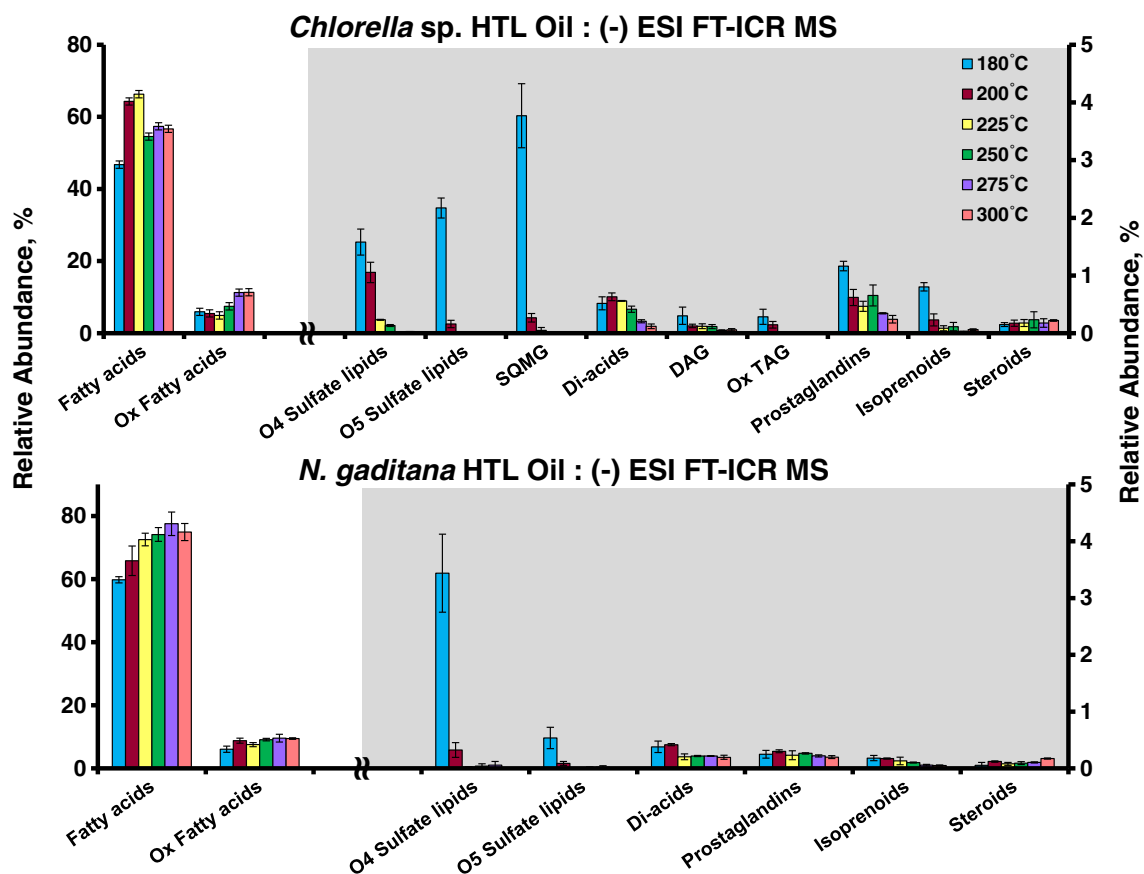 Chlorella sp. HTL Oil : (-) ESI FT-ICR MS
Relative Abundance, %
80
60
40
20
0
5
4
3
2
1
0
Relative Abundance, %
180°C
200°C
225°C
250°C
275°C
300°C
Fatty acids
Ox Fatty acids
O4 Sulfate lipids
O5 Sulfate lipids
SQMG
Di-acids
DAG
Ox TAG
Prostaglandins
Isoprenoids
Steroids
N. gaditana HTL Oil : (-) ESI FT-ICR MS
80
60
40
20
0
5
4
3
2
1
0
Fatty acids
Ox Fatty acids
O4 Sulfate lipids
O5 Sulfate lipids
Di-acids
Prostaglandins
Isoprenoids
Steroids